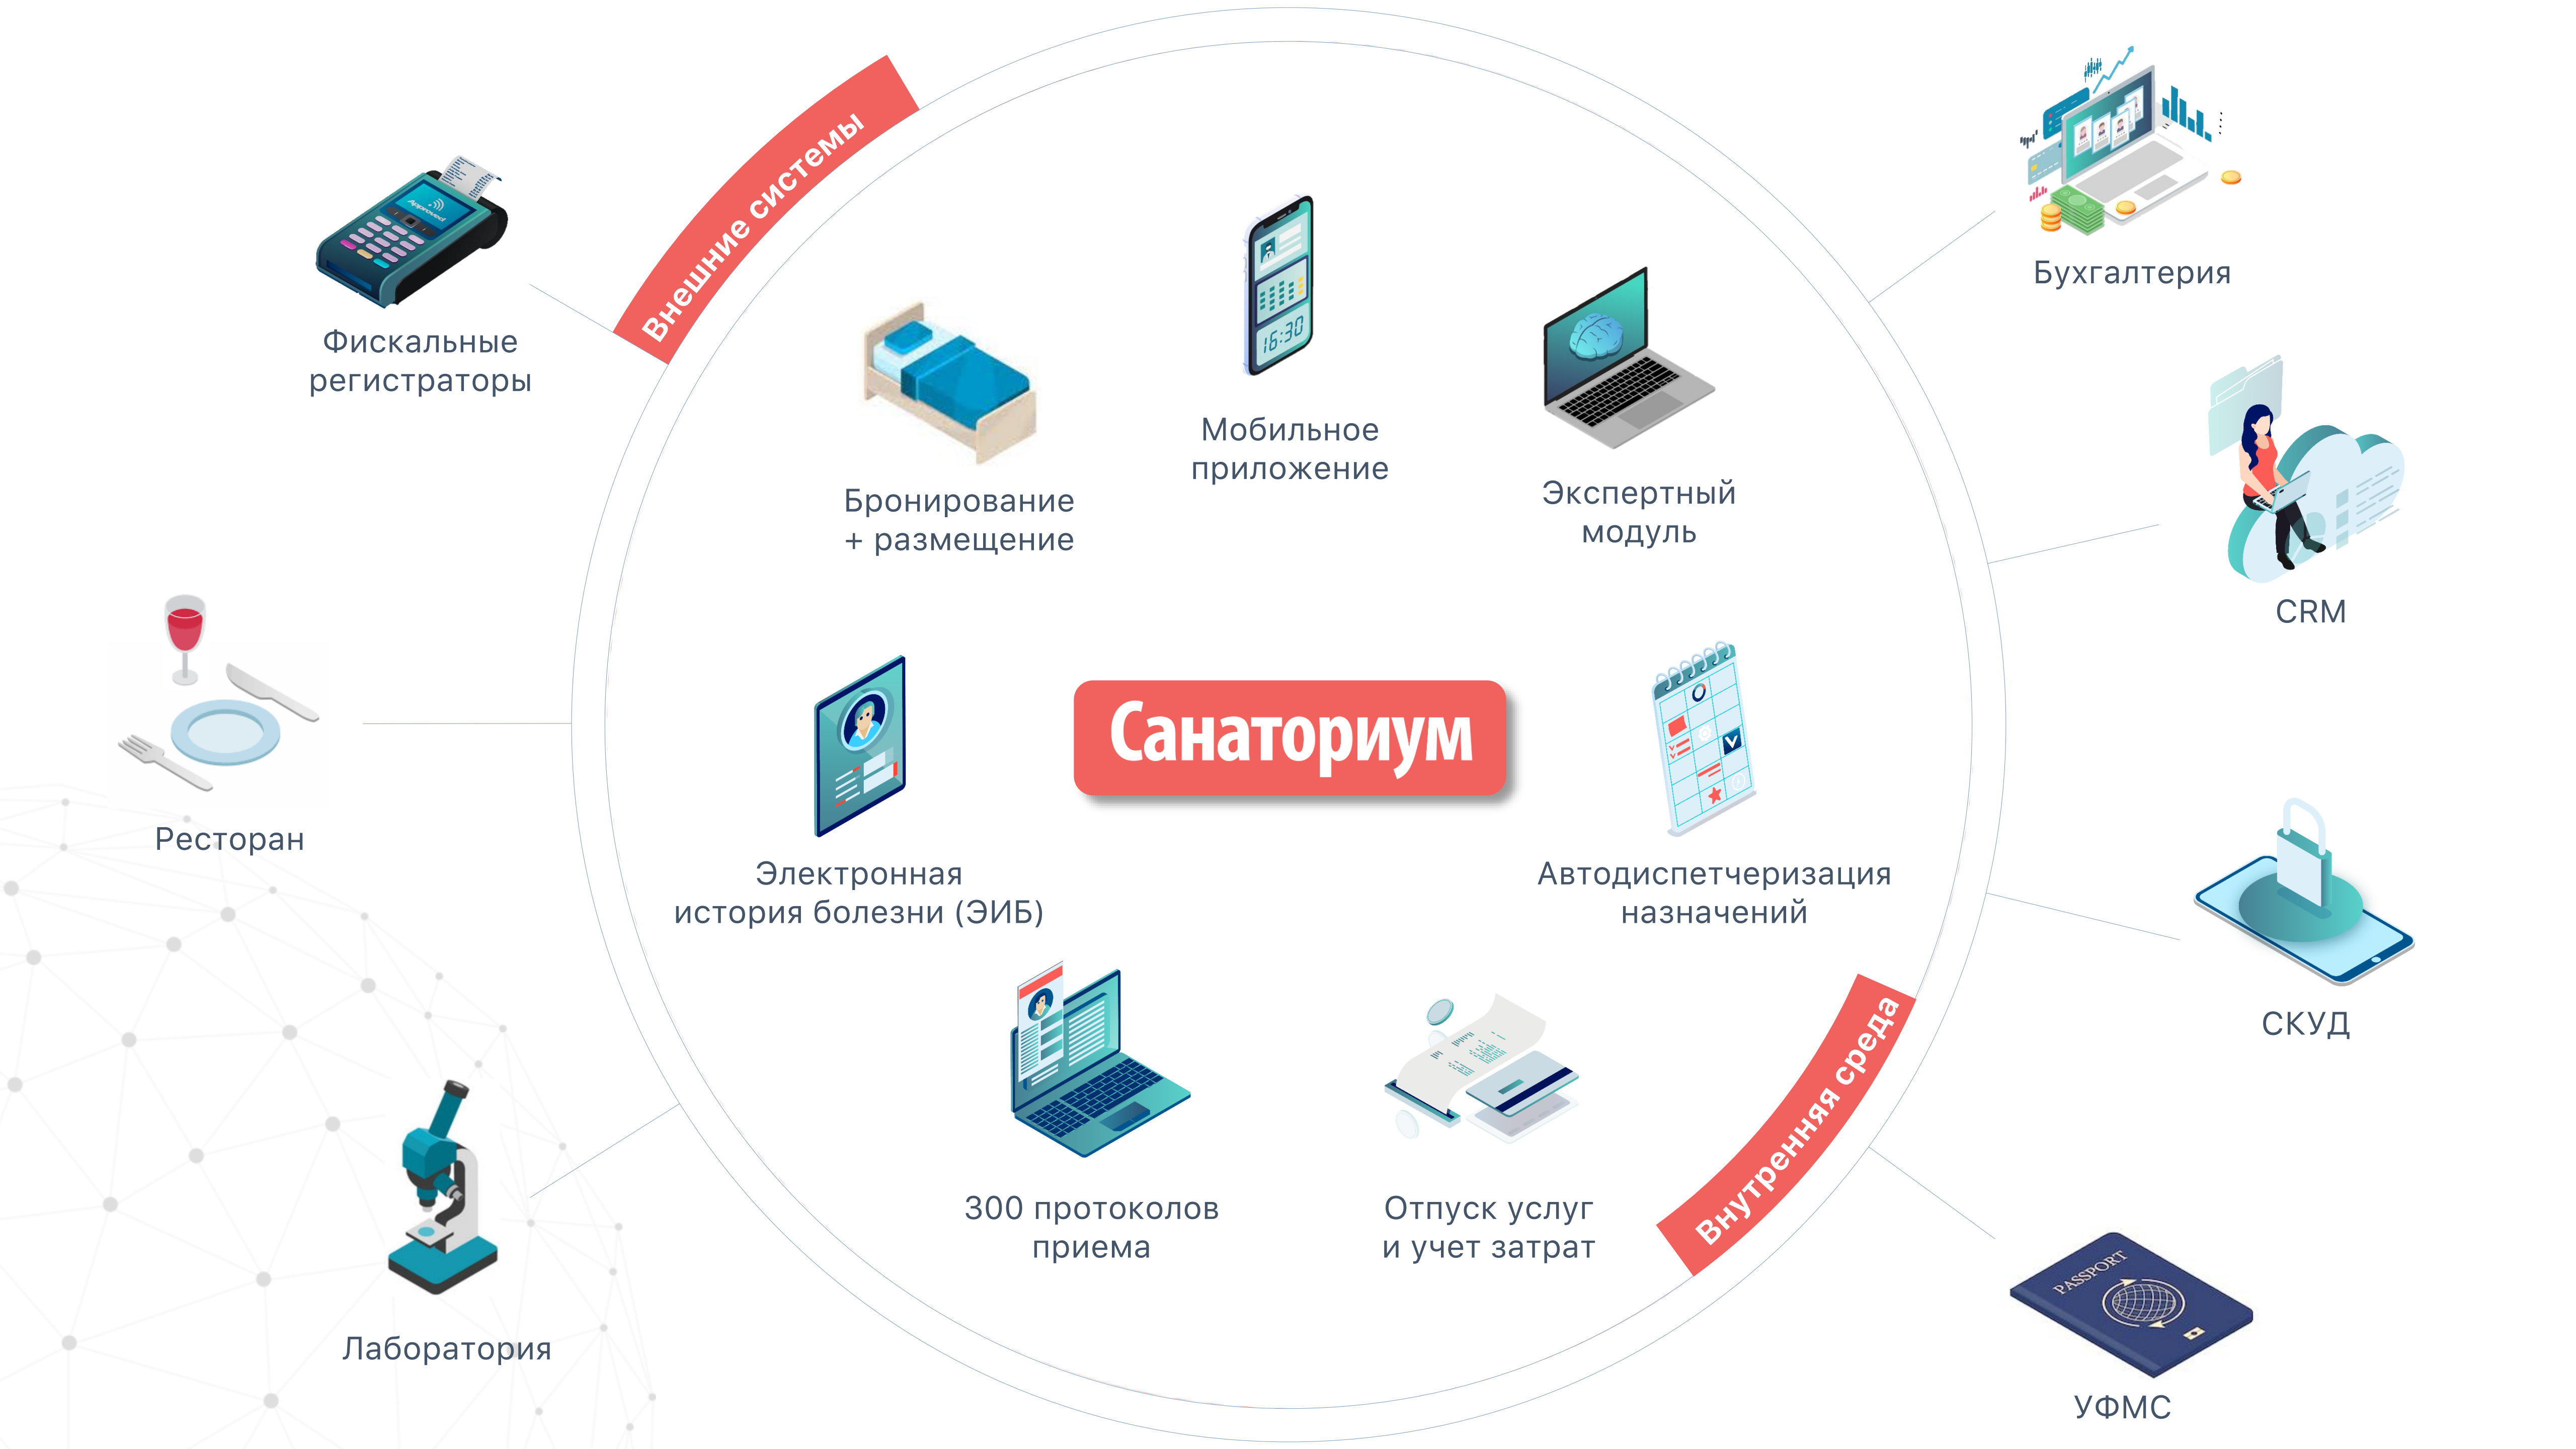 Внешние системы
Фискальные
регистраторы
Approved
Бухгалтерия
16:30
Мобильное
приложение
Бронирование
+ размещение
Экспертный
модуль
CRM
Ресторан
Санаториум
Электронная
история болезни (ЭИБ)
Автодиспетчеризация
назначений
СКУД
Внутренняя среда
300 протоколов
приема
Отпуск услуг
и учет затрат
Лаборатория
PASSPORT
УФМС